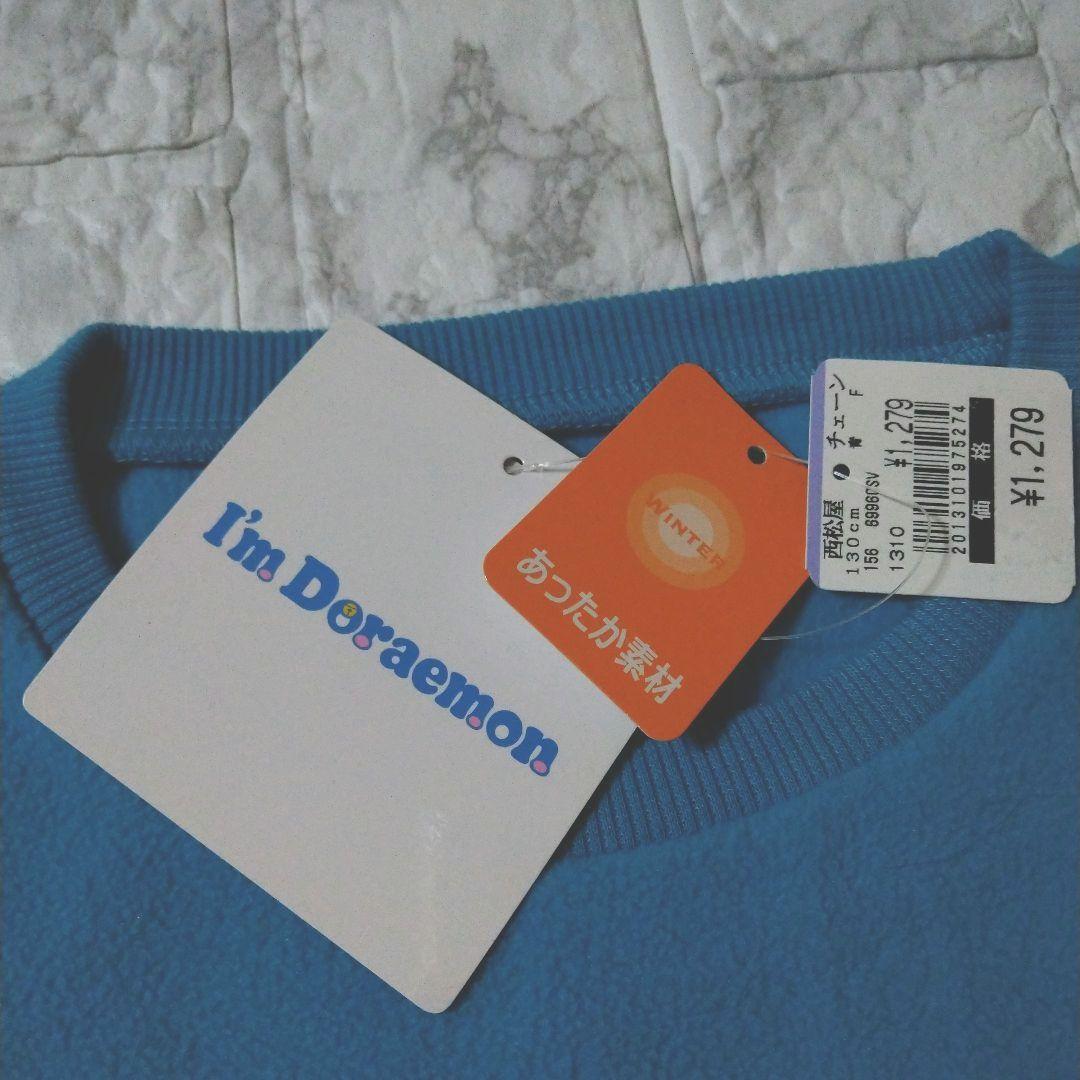 I'm Doraemon
WINTER
あったか素材
西松屋 チェーン
130cm 青 F
156
1310 ¥1,279
2013101975274
価格
¥1,279